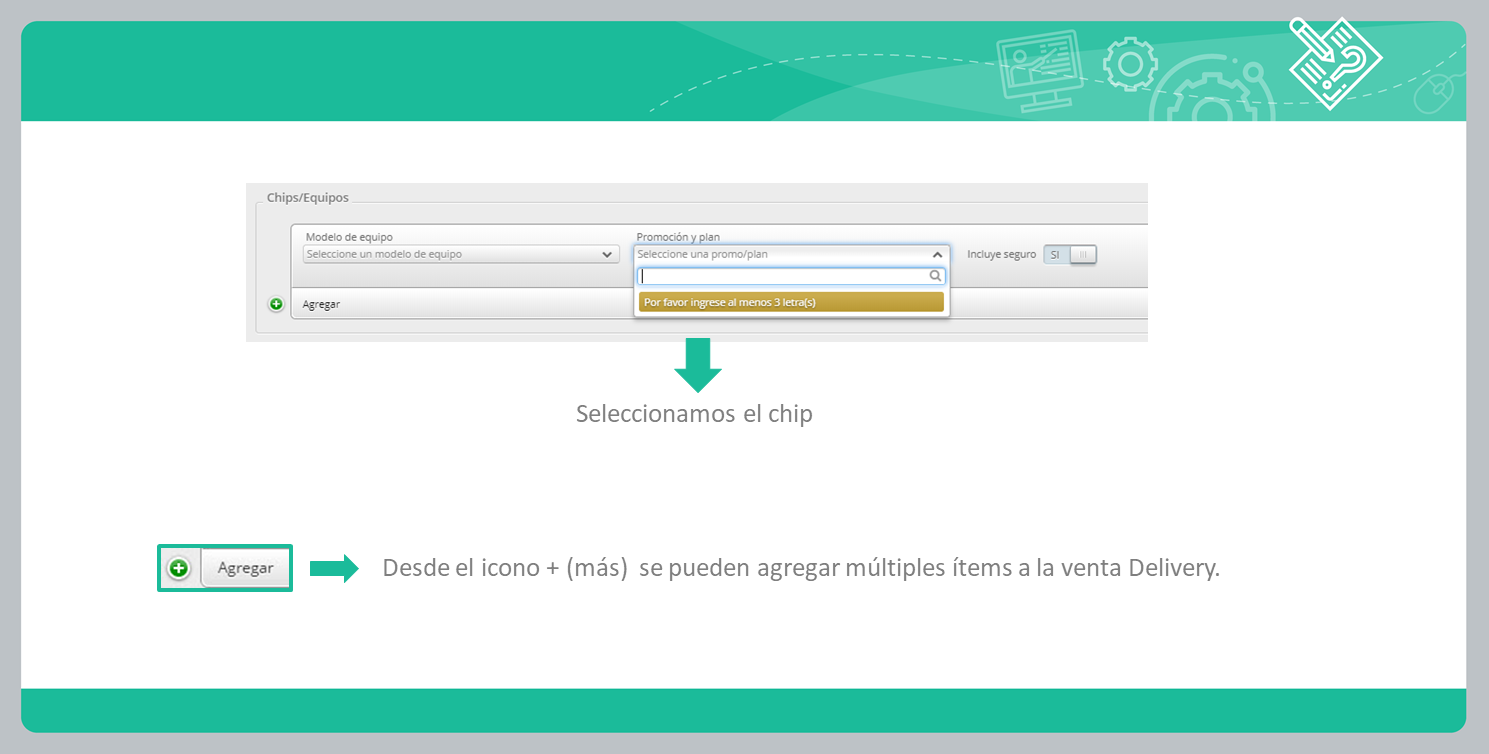 Chips/Equipos
Modelo de equipo
Promoción y plan
Seleccione un modelo de equipo
Seleccione una promo/plan
Incluye seguro
SI
Por favor ingrese al menos 3 letra(s)
Agregar
Seleccionamos el chip
Agregar
Desde el icono + (más) se pueden agregar múltiples ítems a la venta Delivery.